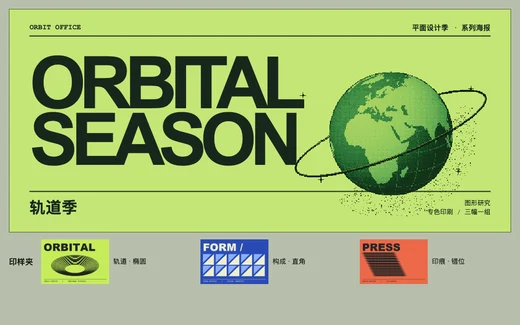 ORBIT OFFICE
平面设计季 · 系列海报
ORBITAL
SEASON
轨道季
图形研究
专色印刷 / 三幅一组
印样夹
ORBITAL
轨道 · 椭圆
FORM /
构成 · 直角
PRESS
印痕 · 错位